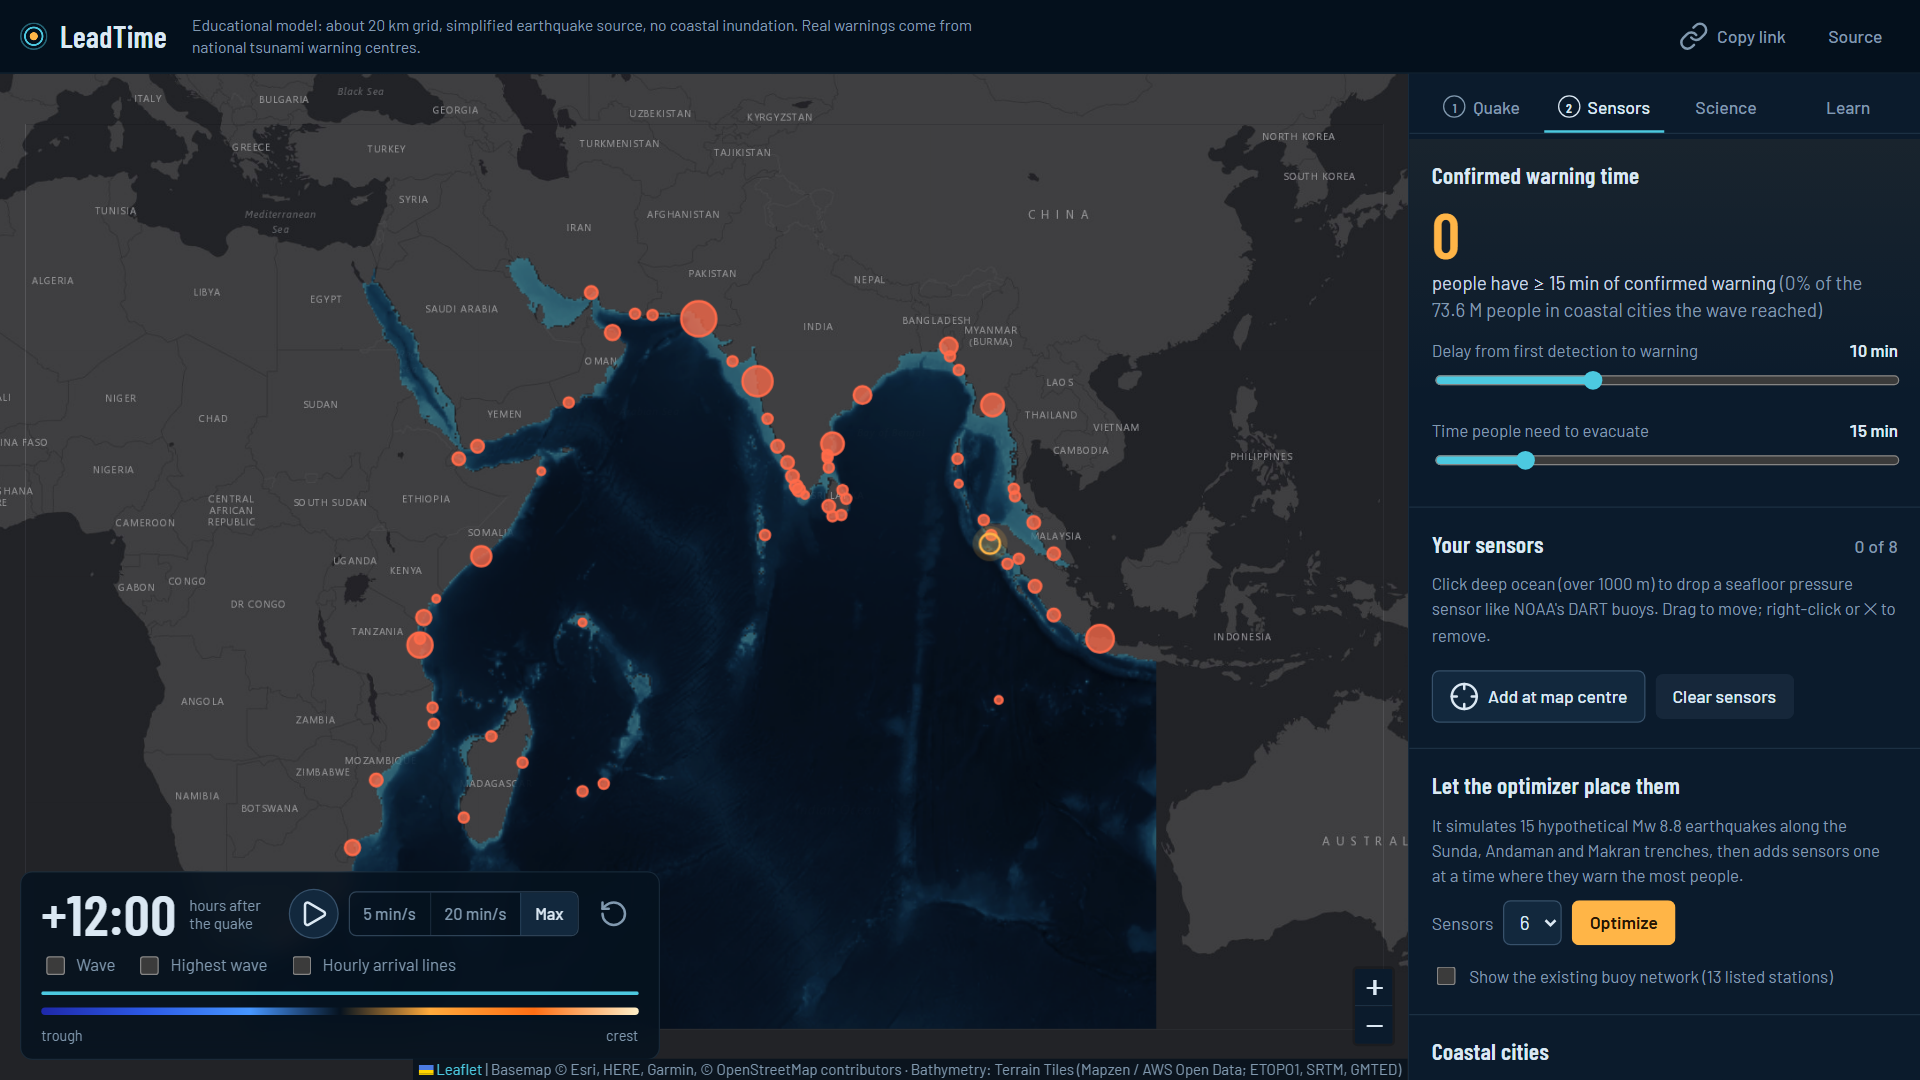 LeadTime
Educational model: about 20 km grid, simplified earthquake source, no coastal inundation. Real warnings come from
national tsunami warning centres.
Copy link
Source
1 Quake
2 Sensors
Science
Learn
Confirmed warning time
0
people have ≥ 15 min of confirmed warning (0% of the
73.6 M people in coastal cities the wave reached)
Delay from first detection to warning
10 min
Time people need to evacuate
15 min
Your sensors
0 of 8
Click deep ocean (over 1000 m) to drop a seafloor pressure
sensor like NOAA's DART buoys. Drag to move; right-click or ✕ to
remove.
Add at map centre
Clear sensors
Let the optimizer place them
It simulates 15 hypothetical Mw 8.8 earthquakes along the
Sunda, Andaman and Makran trenches, then adds sensors one
at a time where they warn the most people.
Sensors
6
Optimize
Show the existing buoy network (13 listed stations)
Coastal cities
ITALY
BULGARIA
Black Sea
GEORGIA
UZBEKISTAN
KYRGYZSTAN
NORTH KOREA
GREECE
TURKEY
TURKMENISTAN
TAJIKISTAN
SOUTH KOREA
TUNISIA
Mediterranean
Sea
SYRIA
AFGHANISTAN
CHINA
IRAN
ALGERIA
LIBYA
EGYPT
PAKISTAN
NEPAL
SAUDI ARABIA
INDIA
BANGLADESH
MYANMAR
(BURMA)
OMAN
LAOS
NIGER
CHAD
SUDAN
YEMEN
THAILAND
VIETNAM
INA FASO
CAMBODIA
PHILIPPINES
NIGERIA
GHANA
CENTRAL
AFRICAN
REPUBLIC
SOUTH SUDAN
ETHIOPIA
CAMEROON
SOMALI
MALAYSIA
UGANDA
KENYA
GABON
CONGO
DR CONGO
TANZANIA
INDONESIA
ANGOLA
ZAMBIA
MOZAMBIC
ZIMBABWE
MADAGASC
NAMIBIA
BOTSWANA
AUSTRAL
+12:00
hours after
the quake
5 min/s
20 min/s
Max
Wave
Highest wave
Hourly arrival lines
trough
crest
+
−
Leaflet | Basemap © Esri, HERE, Garmin, © OpenStreetMap contributors · Bathymetry: Terrain Tiles (Mapzen / AWS Open Data; ETOPO1, SRTM, GMTED)